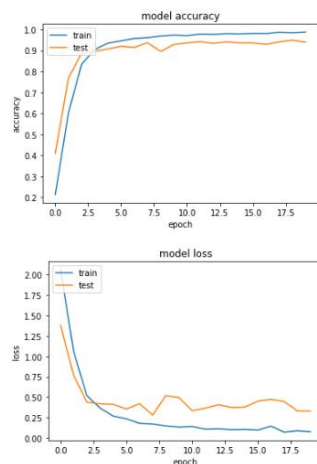 model accuracy
train
test
1.0
0.9
0.8
0.7
0.6
0.5
0.4
0.3
0.2
accuracy
0.0 2.5 5.0 7.5 10.0 12.5 15.0 17.5
epoch
model loss
train
test
2.00
1.75
1.50
1.25
1.00
0.75
0.50
0.25
0.00
loss
0.0 2.5 5.0 7.5 10.0 12.5 15.0 17.5
epoch